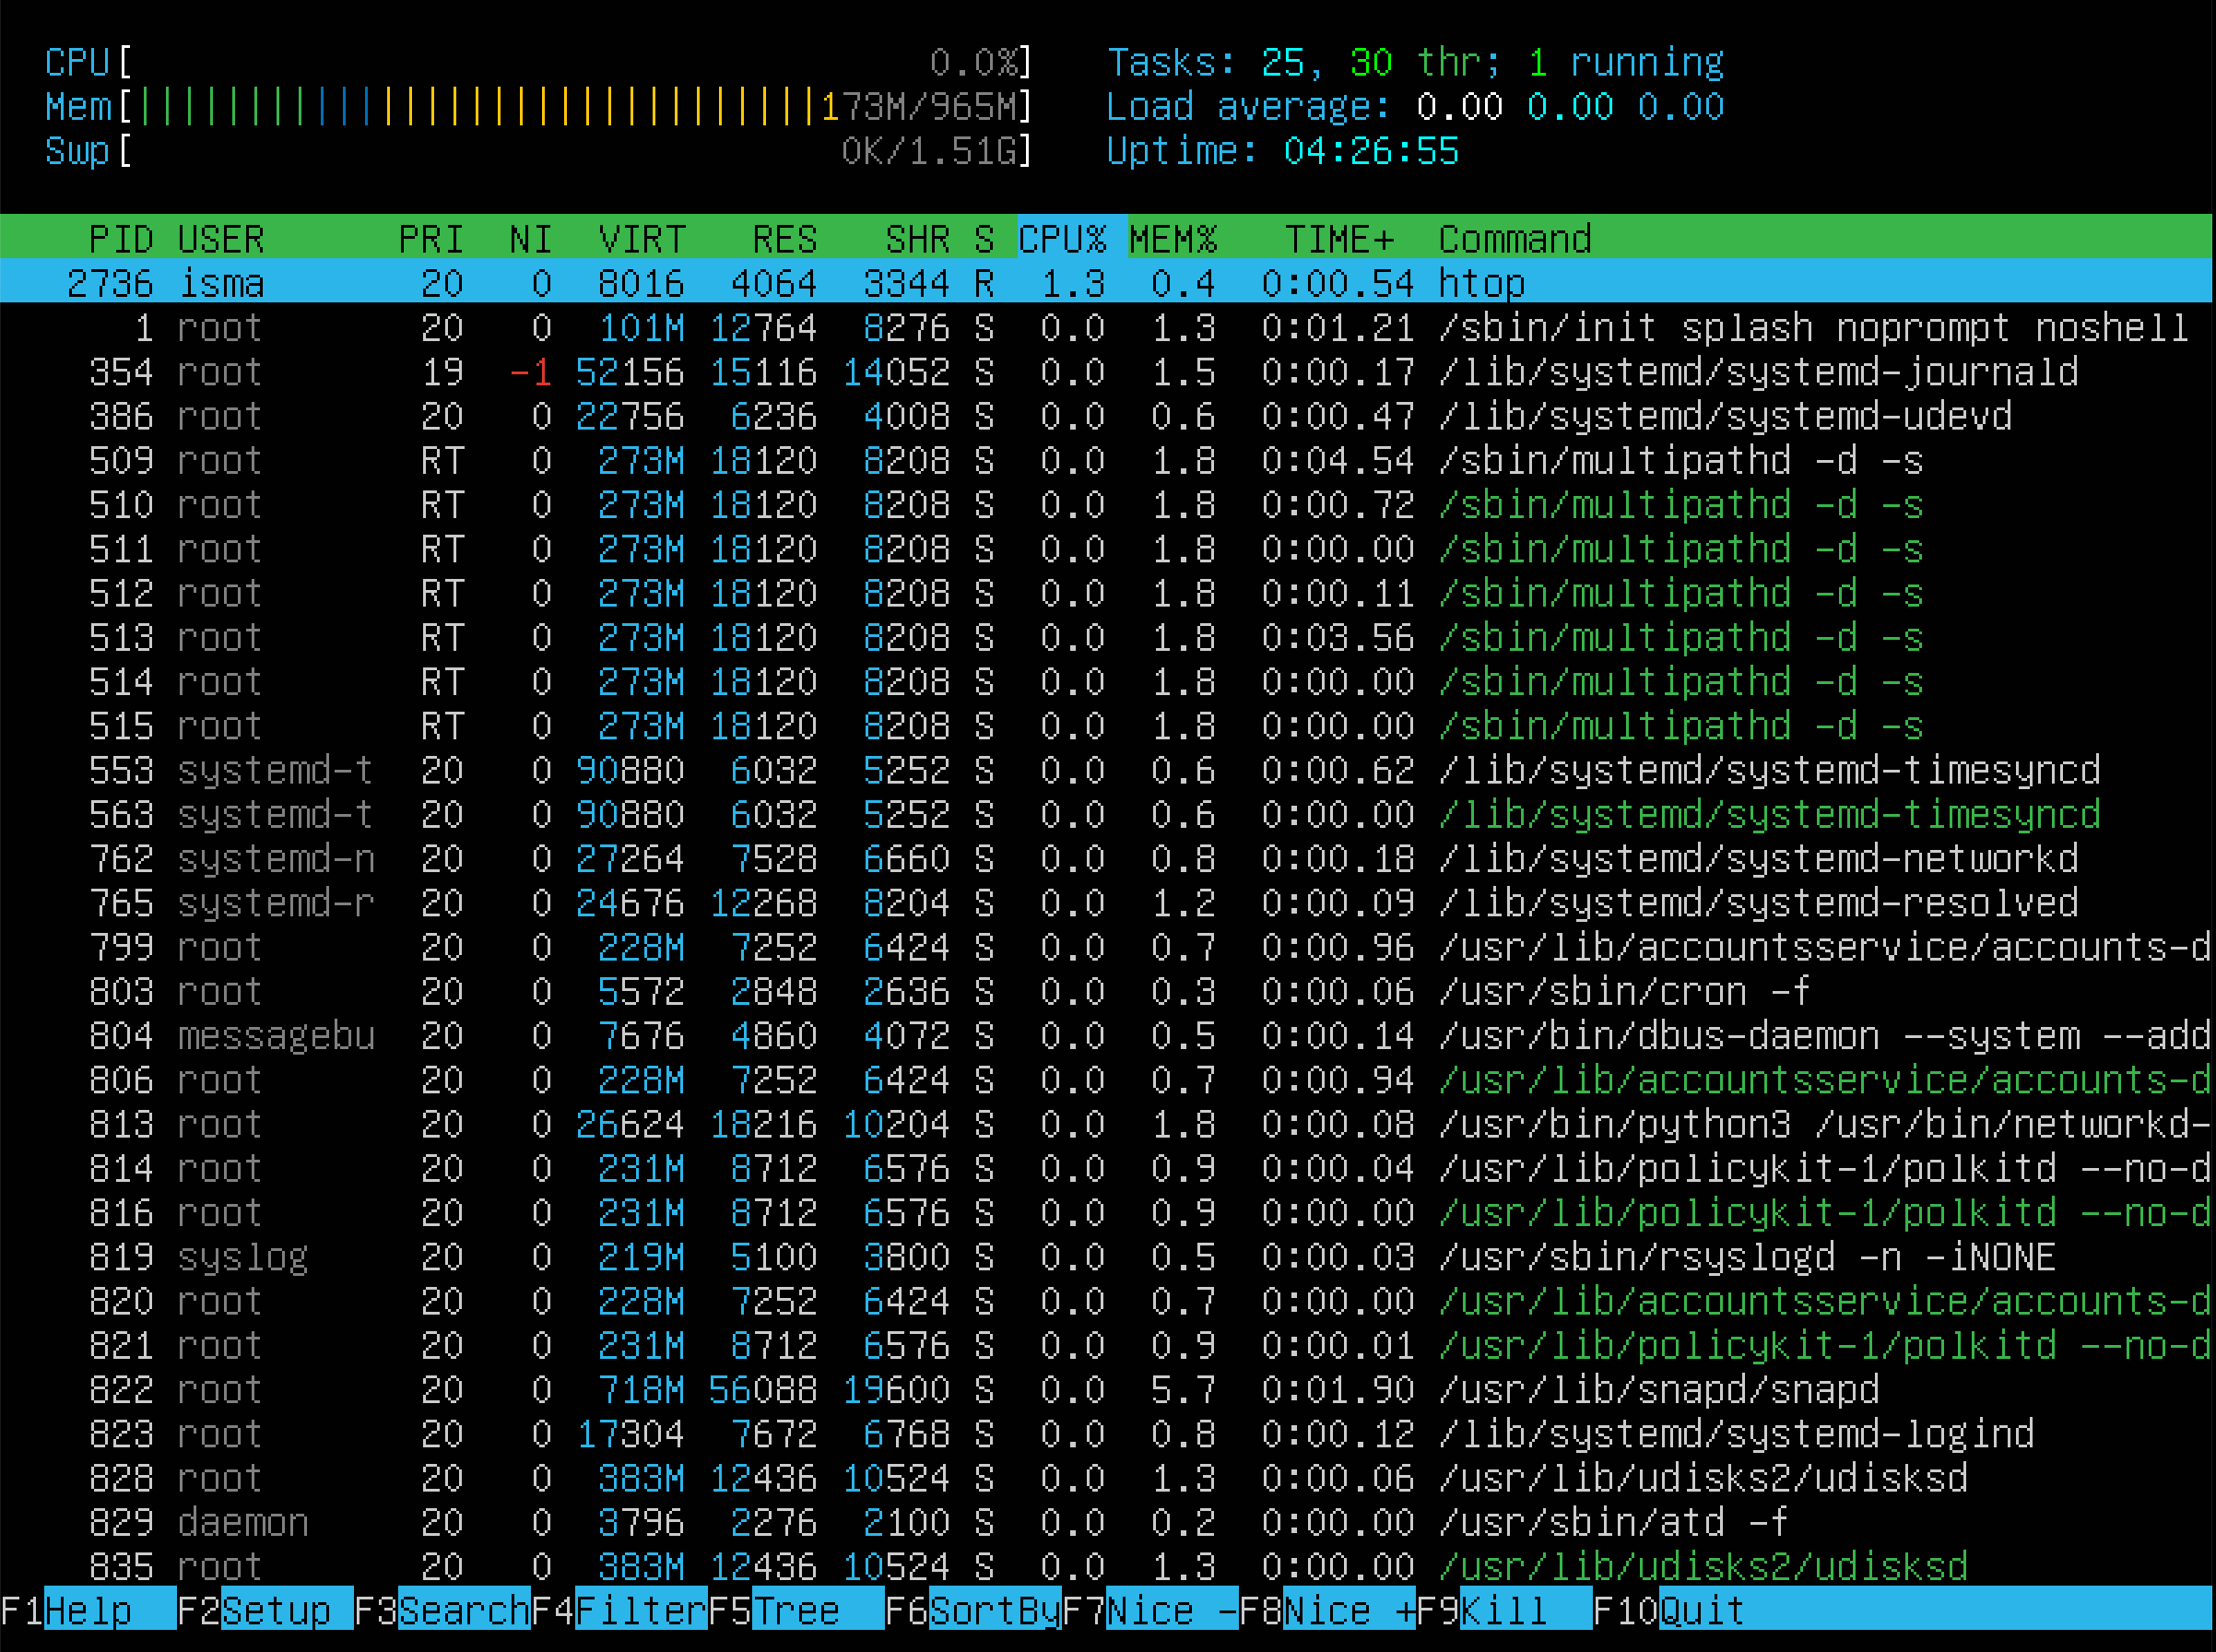 CPU[ 0.0%] Tasks: 25, 30 thr; 1 running
Mem[|||||||||||||||||||||||||||||||173M/965M] Load average: 0.00 0.00 0.00
Swp[ 0K/1.51G] Uptime: 04:26:55
PID USER PRI NI VIRT RES SHR S CPU% MEM% TIME+ Command
2736 isma 20 0 8016 4064 3344 R 1.3 0.4 0:00.54 htop
1 root 20 0 101M 12764 8276 S 0.0 1.3 0:01.21 /sbin/init splash noprompt noshell
354 root 19 -1 52156 15116 14052 S 0.0 1.5 0:00.17 /lib/systemd/systemd-journald
386 root 20 0 22756 6236 4008 S 0.0 0.6 0:00.47 /lib/systemd/systemd-udevd
509 root RT 0 273M 18120 8208 S 0.0 1.8 0:04.54 /sbin/multipathd -d -s
510 root RT 0 273M 18120 8208 S 0.0 1.8 0:00.72 /sbin/multipathd -d -s
511 root RT 0 273M 18120 8208 S 0.0 1.8 0:00.00 /sbin/multipathd -d -s
512 root RT 0 273M 18120 8208 S 0.0 1.8 0:00.11 /sbin/multipathd -d -s
513 root RT 0 273M 18120 8208 S 0.0 1.8 0:03.56 /sbin/multipathd -d -s
514 root RT 0 273M 18120 8208 S 0.0 1.8 0:00.00 /sbin/multipathd -d -s
515 root RT 0 273M 18120 8208 S 0.0 1.8 0:00.00 /sbin/multipathd -d -s
553 systemd-t 20 0 90880 6032 5252 S 0.0 0.6 0:00.62 /lib/systemd/systemd-timesyncd
563 systemd-t 20 0 90880 6032 5252 S 0.0 0.6 0:00.00 /lib/systemd/systemd-timesyncd
762 systemd-n 20 0 27264 7528 6660 S 0.0 0.8 0:00.18 /lib/systemd/systemd-networkd
765 systemd-r 20 0 24676 12268 8204 S 0.0 1.2 0:00.09 /lib/systemd/systemd-resolved
799 root 20 0 228M 7252 6424 S 0.0 0.7 0:00.96 /usr/lib/accountsservice/accounts-d
803 root 20 0 5572 2848 2636 S 0.0 0.3 0:00.06 /usr/sbin/cron -f
804 messagebu 20 0 7676 4860 4072 S 0.0 0.5 0:00.14 /usr/bin/dbus-daemon --system --add
806 root 20 0 228M 7252 6424 S 0.0 0.7 0:00.94 /usr/lib/accountsservice/accounts-d
813 root 20 0 26624 18216 10204 S 0.0 1.8 0:00.08 /usr/bin/python3 /usr/bin/networkd-
814 root 20 0 231M 8712 6576 S 0.0 0.9 0:00.04 /usr/lib/policykit-1/polkitd --no-d
816 root 20 0 231M 8712 6576 S 0.0 0.9 0:00.00 /usr/lib/policykit-1/polkitd --no-d
819 syslog 20 0 219M 5100 3800 S 0.0 0.5 0:00.03 /usr/sbin/rsyslogd -n -iNONE
820 root 20 0 228M 7252 6424 S 0.0 0.7 0:00.00 /usr/lib/accountsservice/accounts-d
821 root 20 0 231M 8712 6576 S 0.0 0.9 0:00.01 /usr/lib/policykit-1/polkitd --no-d
822 root 20 0 718M 56088 19600 S 0.0 5.7 0:01.90 /usr/lib/snapd/snapd
823 root 20 0 17304 7672 6768 S 0.0 0.8 0:00.12 /lib/systemd/systemd-logind
828 root 20 0 383M 12436 10524 S 0.0 1.3 0:00.06 /usr/lib/udisks2/udisksd
829 daemon 20 0 3796 2276 2100 S 0.0 0.2 0:00.00 /usr/sbin/atd -f
835 root 20 0 383M 12436 10524 S 0.0 1.3 0:00.00 /usr/lib/udisks2/udisksd
F1Help F2Setup F3SearchF4FilterF5Tree F6SortByF7Nice -F8Nice +F9Kill F10Quit